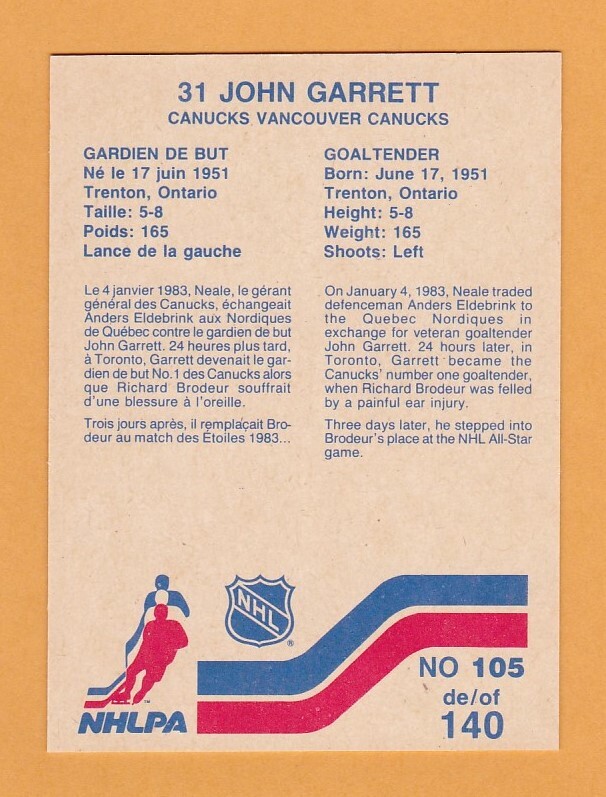 31 JOHN GARRETT
CANUCKS VANCOUVER CANUCKS
GARDIEN DE BUT
Né le 17 juin 1951
Trenton, Ontario
Taille: 5-8
Poids: 165
Lance de la gauche
Le 4 janvier 1983, Neale, le gérant
général des Canucks, échangeait
Anders Eldebrink aux Nordiques
de Québec contre le gardien de but
John Garrett. 24 heures plus tard,
à Toronto, Garrett devenait le gar-
dien de but No.1 des Canucks alors
que Richard Brodeur souffrait
d'une blessure à l'oreille.
Trois jours après, il remplaçait Bro-
deur au match des Étoiles 1983...
GOALTENDER
Born: June 17, 1951
Trenton, Ontario
Height: 5-8
Weight: 165
Shoots: Left
On January 4, 1983, Neale traded
defenceman Anders Eldebrink to
the Quebec Nordiques in
exchange for veteran goaltender
John Garrett. 24 hours later, in
Toronto, Garrett became the
Canucks' number one goaltender,
when Richard Brodeur was felled
by a painful ear injury.
Three days later, he stepped into
Brodeur's place at the NHL All-Star
game.
NHLPA
TM
NHL
®
NO 105
de/of
140